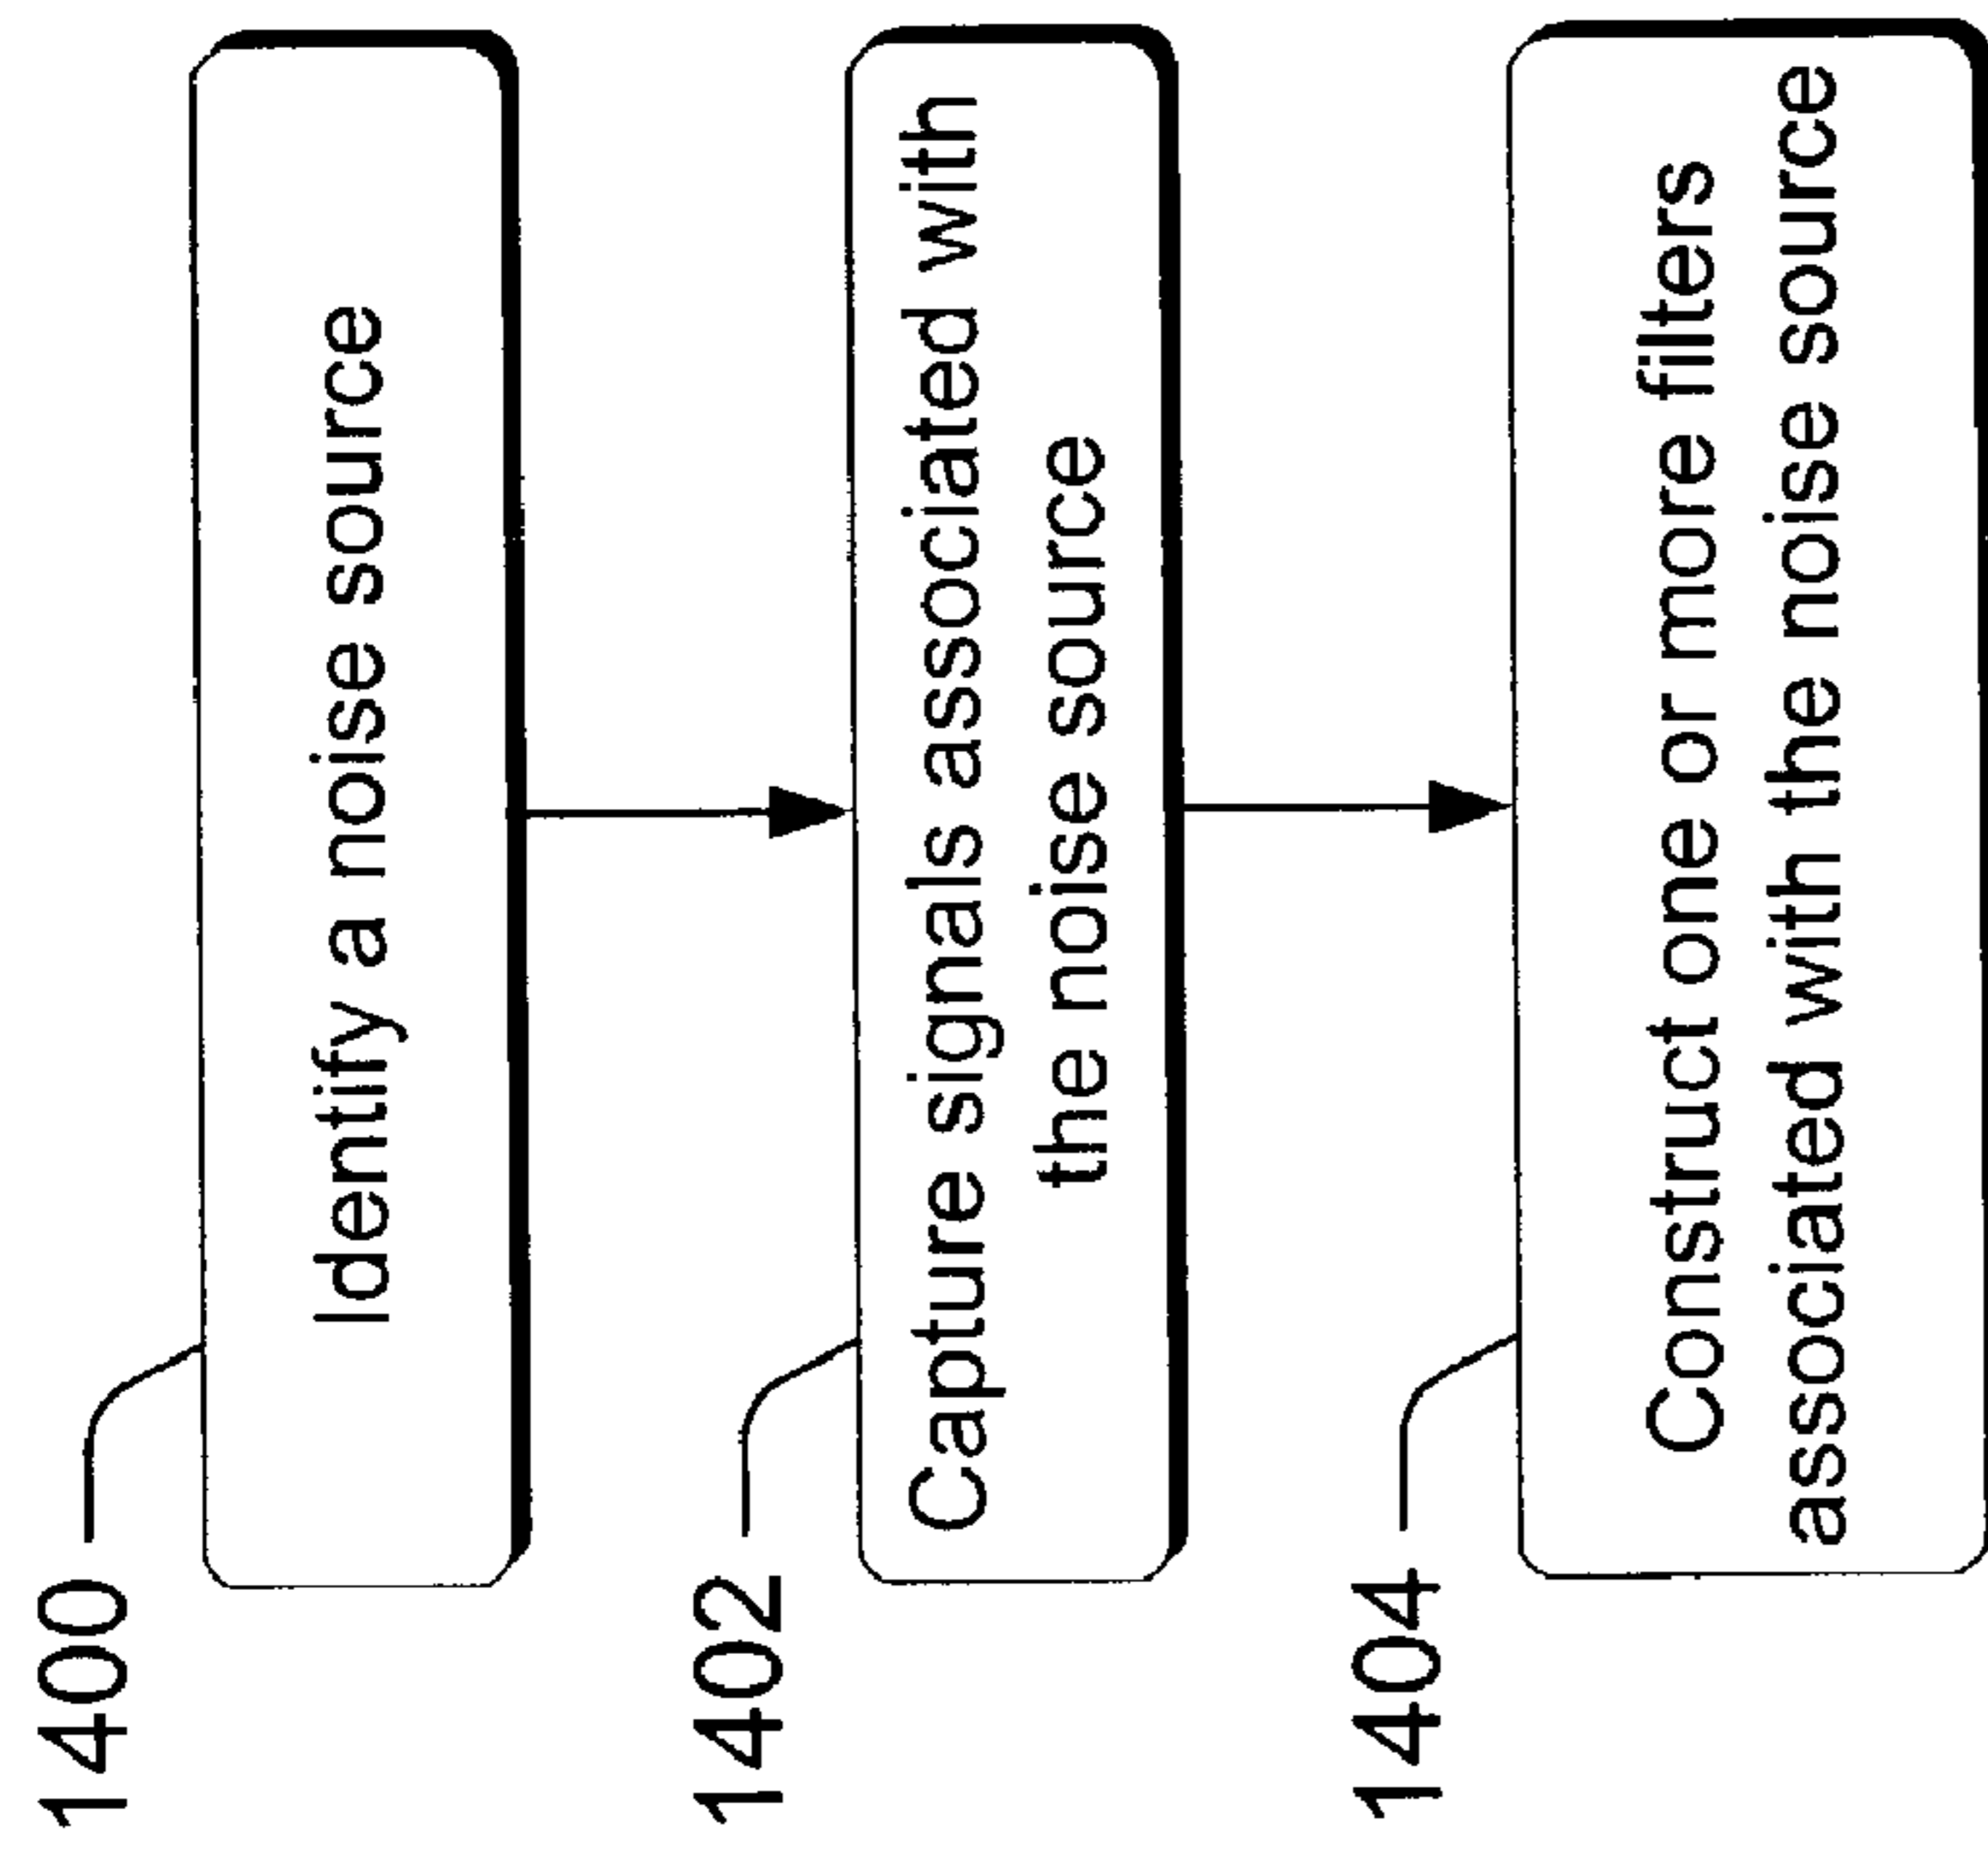 1400
Identify a noise source
1402
Capture signals associated with
the noise source
1404
Construct one or more filters
associated with the noise source